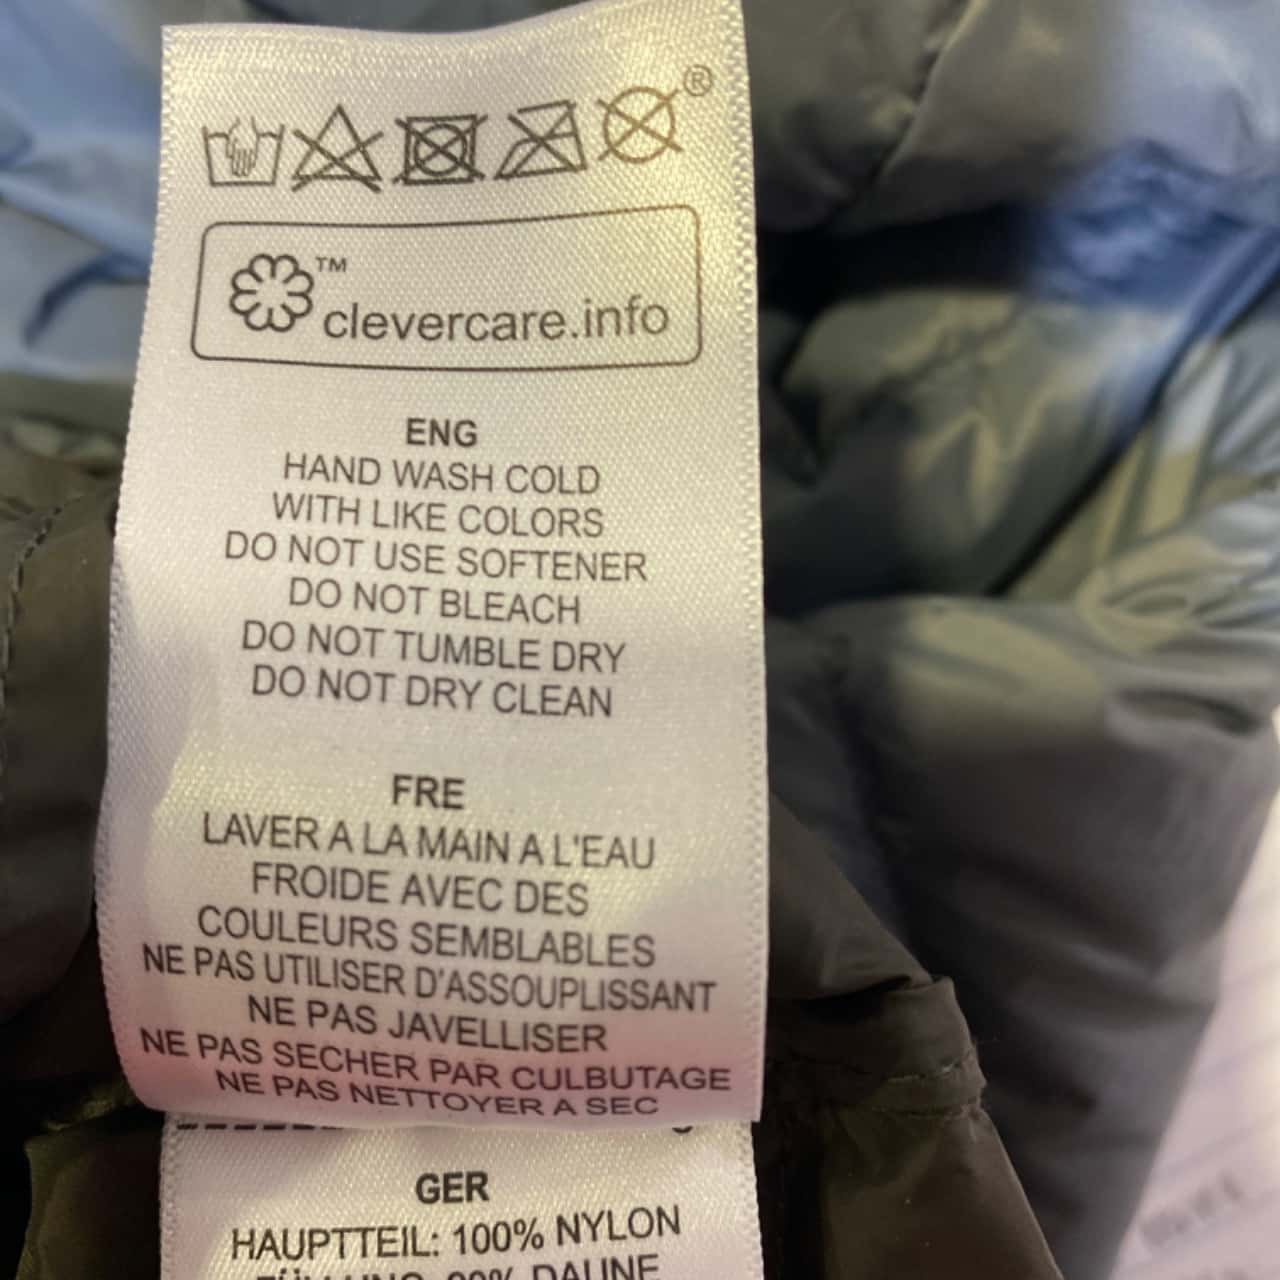 ®
™
clevercare.info
ENG
HAND WASH COLD
WITH LIKE COLORS
DO NOT USE SOFTENER
DO NOT BLEACH
DO NOT TUMBLE DRY
DO NOT DRY CLEAN
FRE
LAVER A LA MAIN A L'EAU
FROIDE AVEC DES
COULEURS SEMBLABLES
NE PAS UTILISER D'ASSOUPLISSANT
NE PAS JAVELLISER
NE PAS SECHER PAR CULBUTAGE
NE PAS NETTOYER A SEC
GER
HAUPTTEIL: 100% NYLON
DAUNE